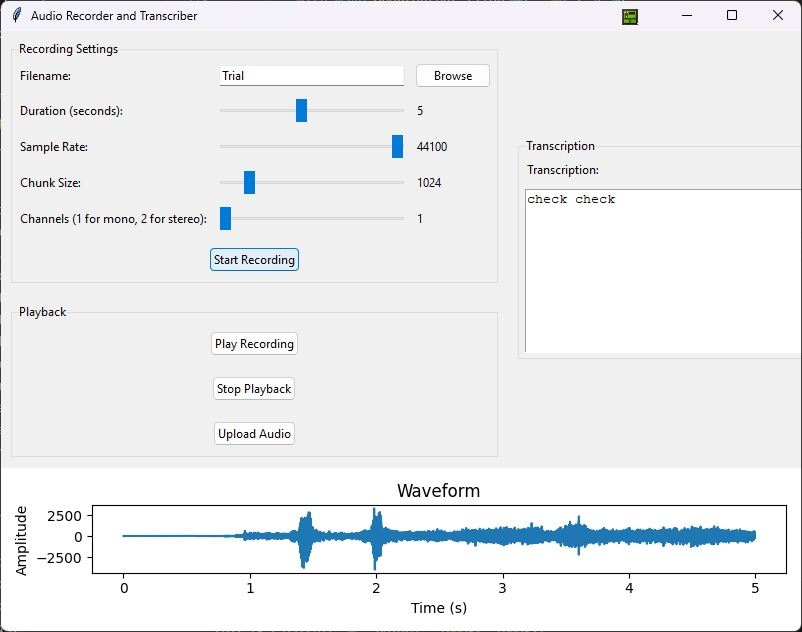 Audio Recorder and Transcriber
Recording Settings
Filename: Trial Browse
Duration (seconds): 5
Sample Rate: 44100
Chunk Size: 1024
Channels (1 for mono, 2 for stereo): 1
Start Recording
Playback
Play Recording
Stop Playback
Upload Audio
Transcription
Transcription:
check check
Waveform
Amplitude
2500
0
−2500
0 1 2 3 4 5
Time (s)